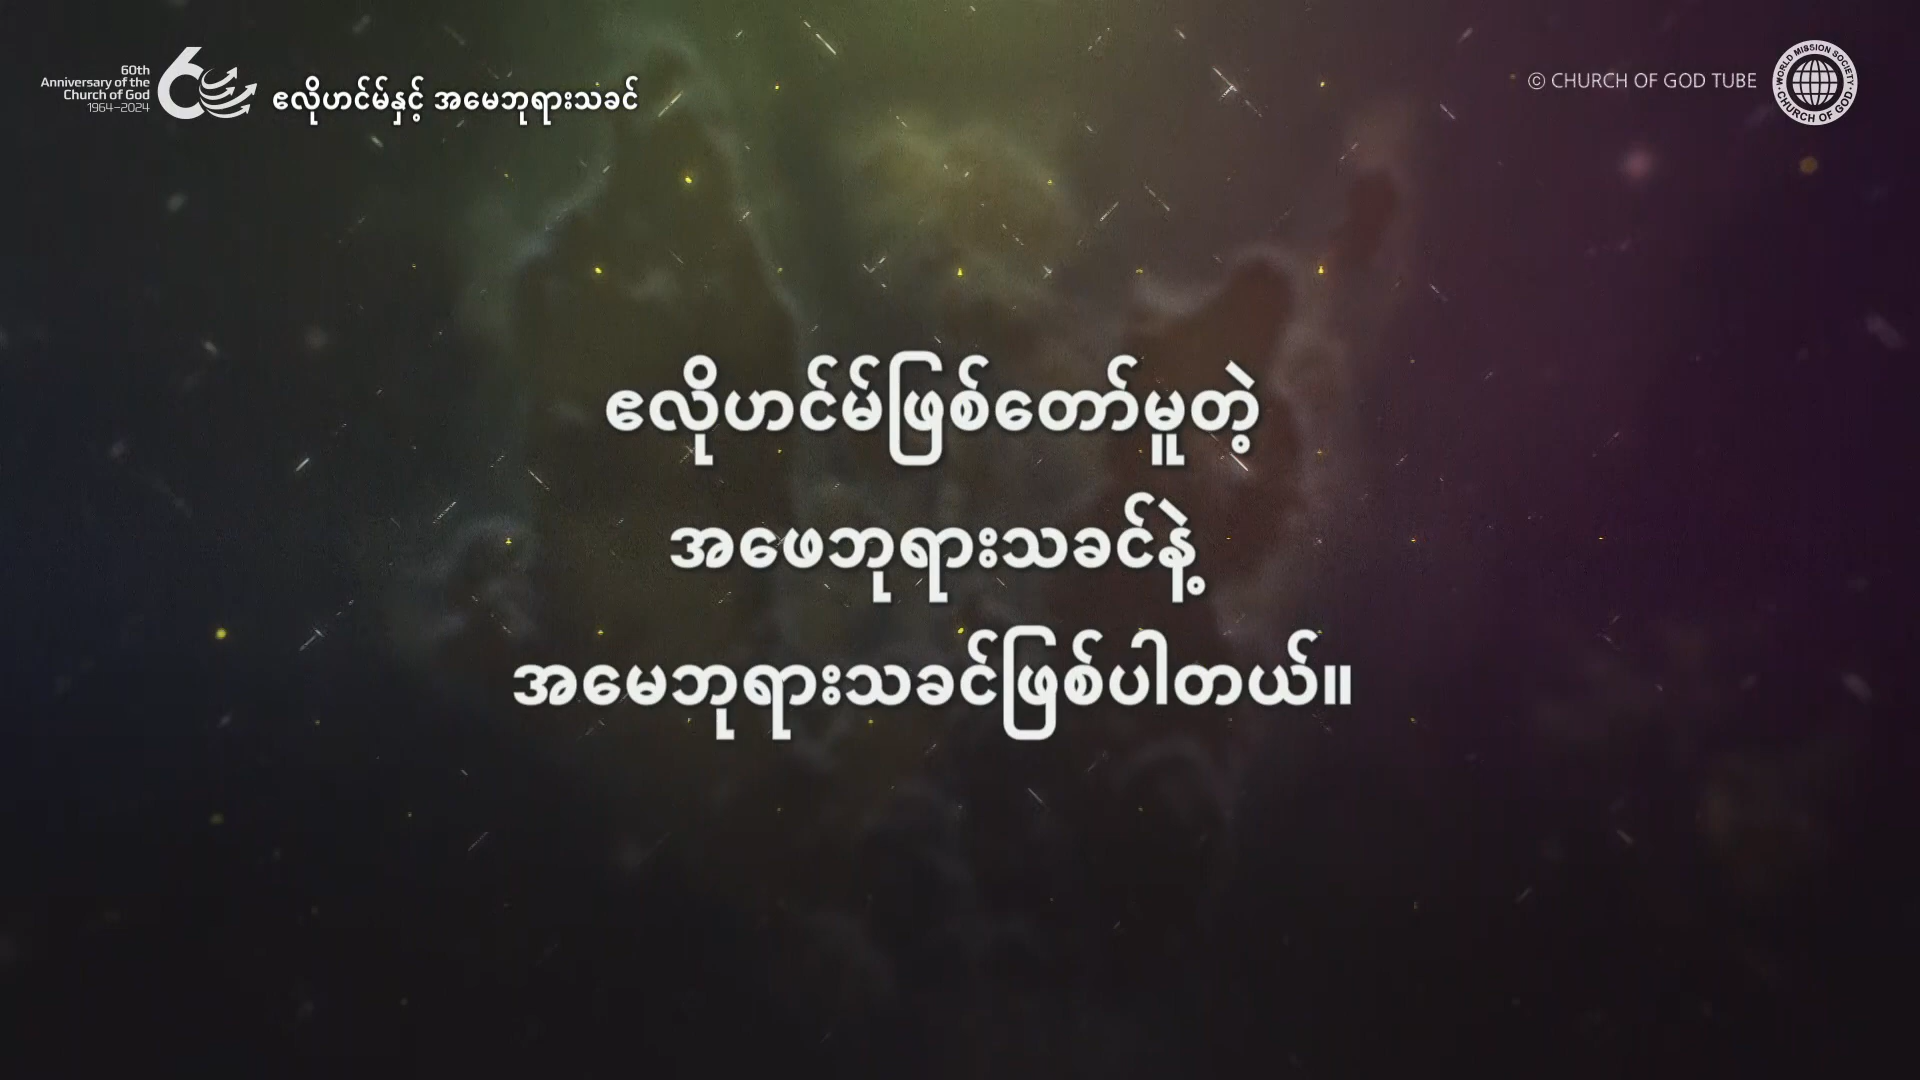 60th
Anniversary of the
Church of God
1964–2024
60
ဧလိုဟင်မ်နှင့် အမေဘုရားသခင်
© CHURCH OF GOD TUBE
WORLD MISSION SOCIETY
CHURCH OF GOD
ဧလိုဟင်မ်ဖြစ်တော်မူတဲ့
အဖေဘုရားသခင်နဲ့
အမေဘုရားသခင်ဖြစ်ပါတယ်။